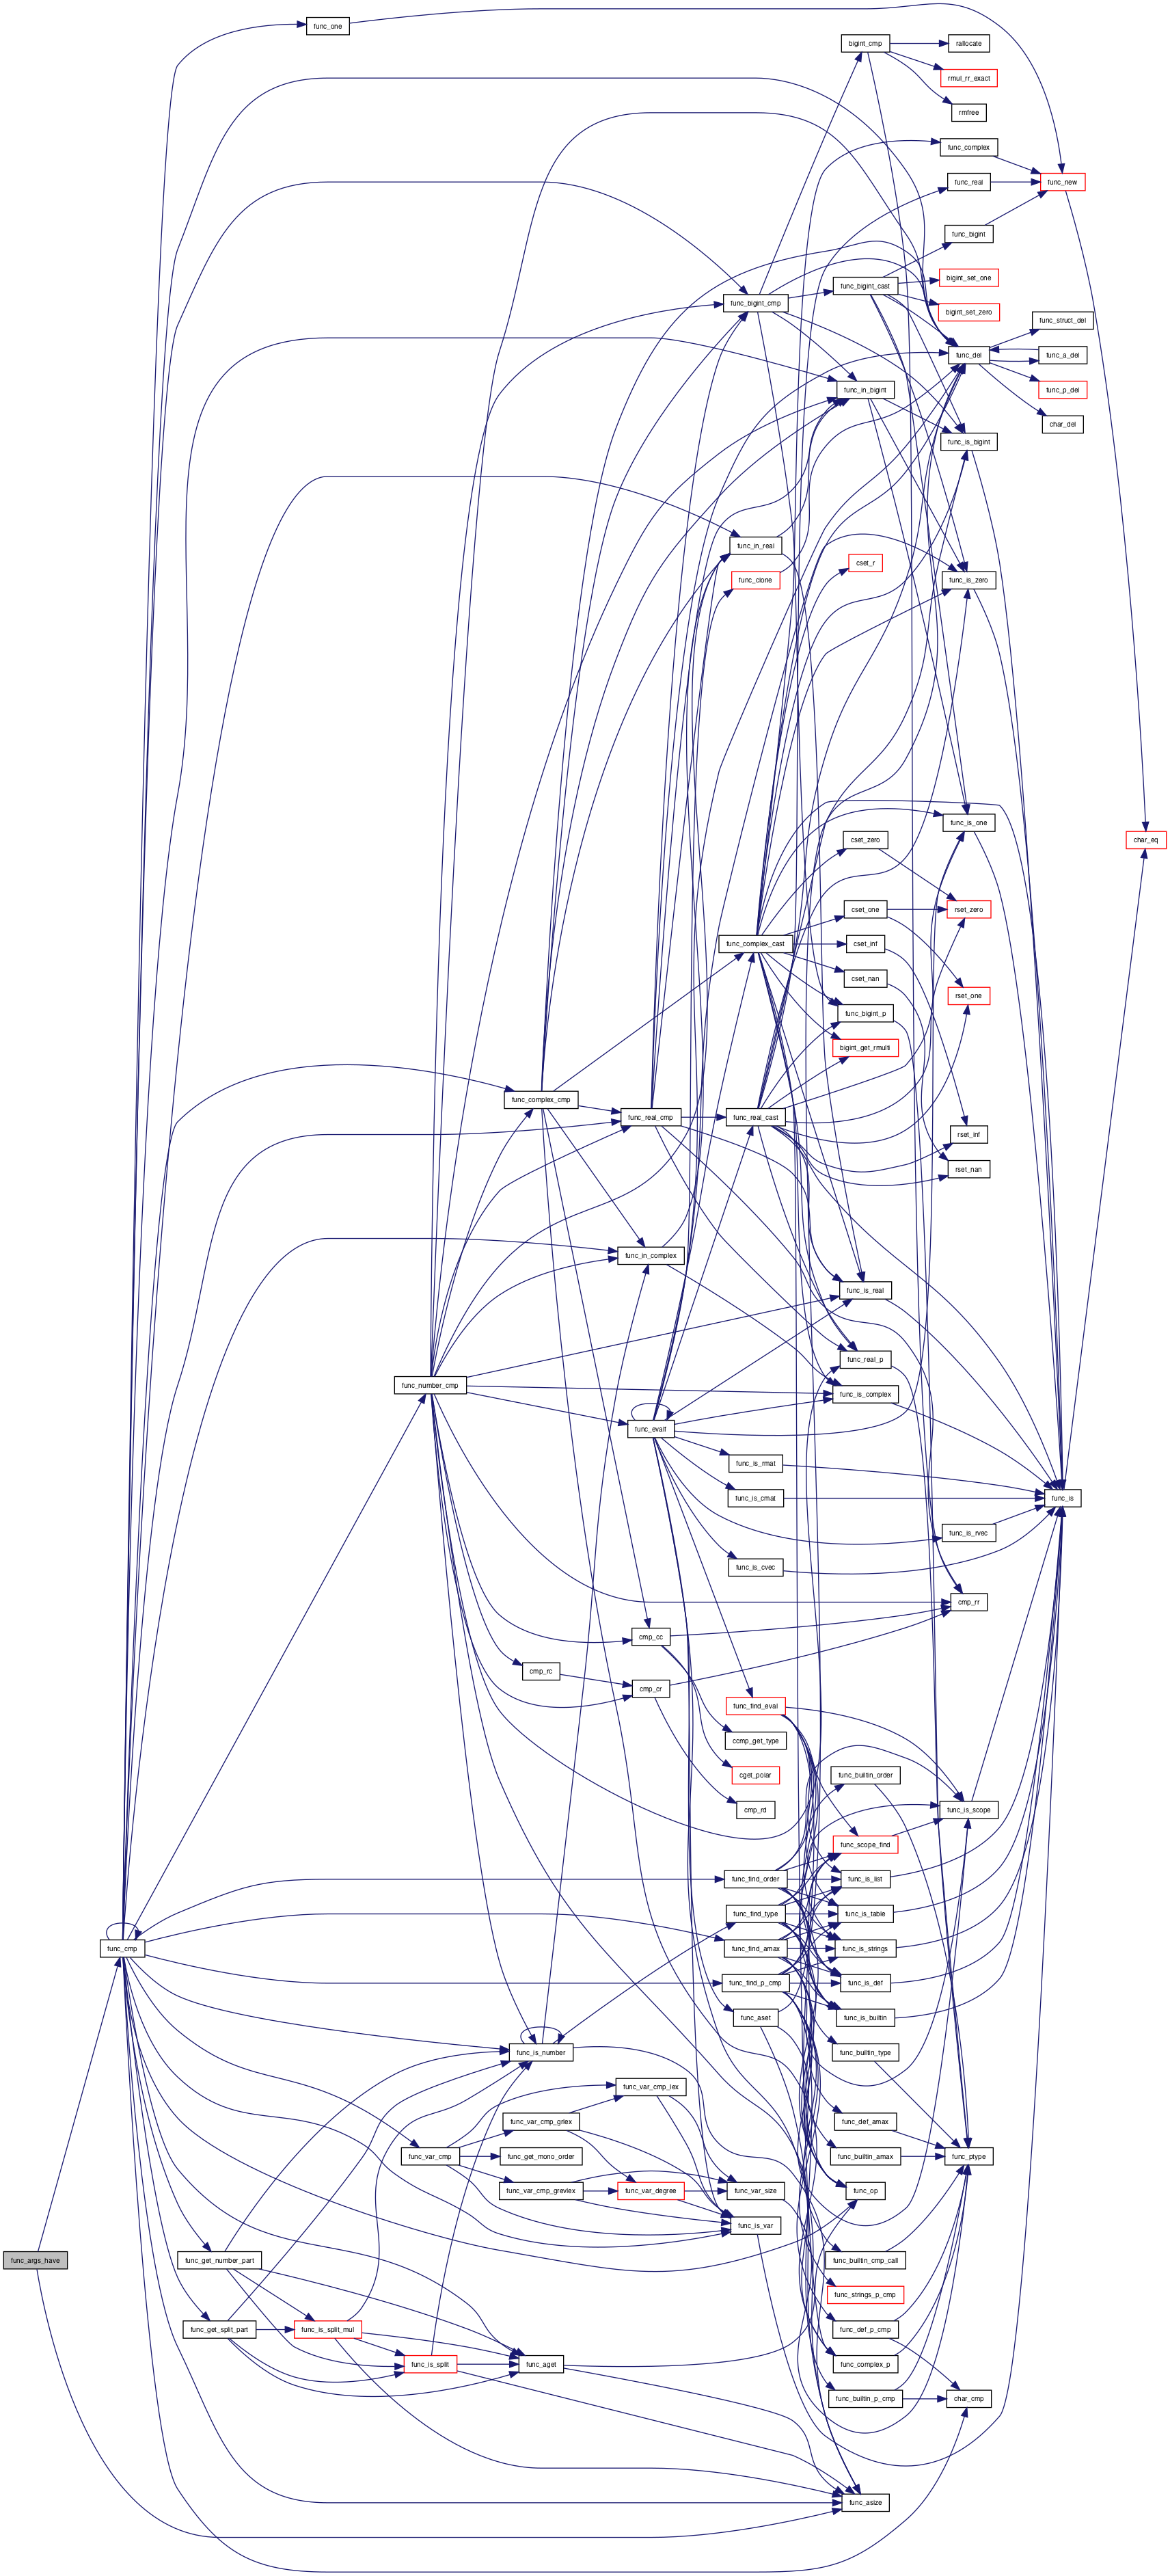 func_one
bigint_cmp
rallocate
rmul_rr_exact
rmfree
func_complex
func_real
func_new
func_bigint
bigint_set_one
func_bigint_cast
func_bigint_cmp
bigint_set_zero
func_struct_del
func_del
func_a_del
func_in_bigint
func_p_del
char_del
func_is_bigint
func_in_real
cset_r
func_clone
func_is_zero
func_is_one
cset_zero
char_eq
cset_one
rset_zero
func_complex_cast
cset_inf
cset_nan
rset_one
func_bigint_p
bigint_get_rmulti
func_complex_cmp
func_real_cmp
func_real_cast
rset_inf
rset_nan
func_in_complex
func_is_real
func_real_p
func_number_cmp
func_is_complex
func_evalf
func_is_rmat
func_is_cmat
func_is
func_is_rvec
func_is_cvec
cmp_rr
cmp_cc
cmp_rc
cmp_cr
func_find_eval
ccmp_get_type
cget_polar
func_builtin_order
cmp_rd
func_is_scope
func_scope_find
func_find_order
func_is_list
func_find_type
func_is_table
func_cmp
func_find_amax
func_is_strings
func_find_p_cmp
func_is_def
func_aset
func_is_builtin
func_is_number
func_builtin_type
func_var_cmp_lex
func_var_cmp_grlex
func_def_amax
func_var_cmp
func_get_mono_order
func_builtin_amax
func_ptype
func_var_cmp_grevlex
func_var_degree
func_var_size
func_op
func_is_var
func_args_have
func_get_number_part
func_builtin_cmp_call
func_strings_p_cmp
func_get_split_part
func_is_split_mul
func_def_p_cmp
func_is_split
func_aget
func_complex_p
func_builtin_p_cmp
char_cmp
func_asize